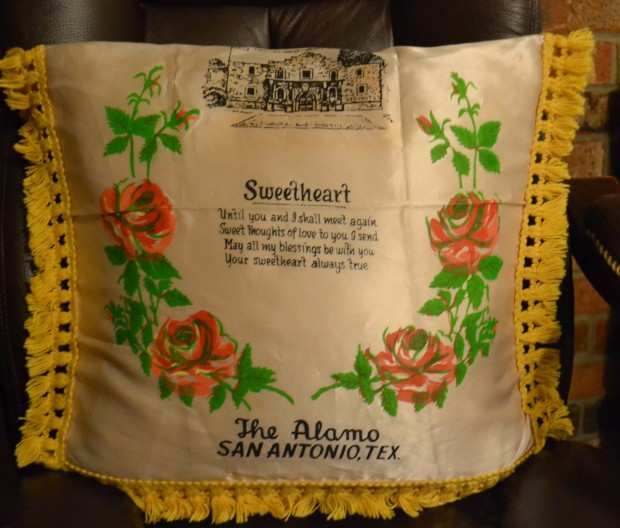 Sweetheart
Until you and I shall meet again
Sweet thoughts of love to you I send
May all my blessings be with you
Your sweetheart always true
The Alamo
SAN ANTONIO, TEX.